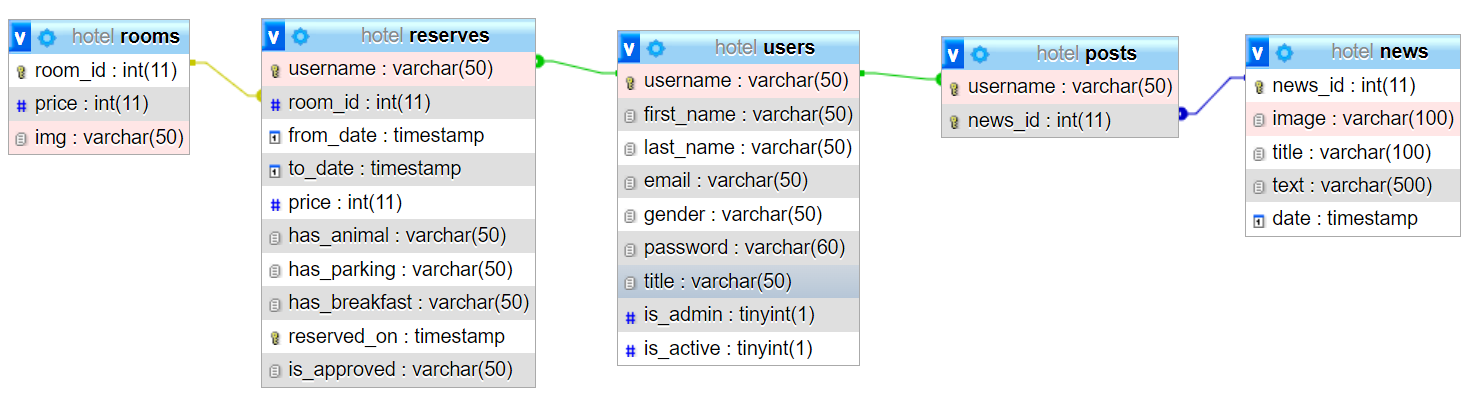 v hotel rooms
room_id : int(11)
# price : int(11)
img : varchar(50)
v hotel reserves
username : varchar(50)
# room_id : int(11)
from_date : timestamp
to_date : timestamp
# price : int(11)
has_animal : varchar(50)
has_parking : varchar(50)
has_breakfast : varchar(50)
reserved_on : timestamp
is_approved : varchar(50)
v hotel users
username : varchar(50)
first_name : varchar(50)
last_name : varchar(50)
email : varchar(50)
gender : varchar(50)
password : varchar(60)
title : varchar(50)
# is_admin : tinyint(1)
# is_active : tinyint(1)
v hotel posts
username : varchar(50)
news_id : int(11)
v hotel news
news_id : int(11)
image : varchar(100)
title : varchar(100)
text : varchar(500)
date : timestamp